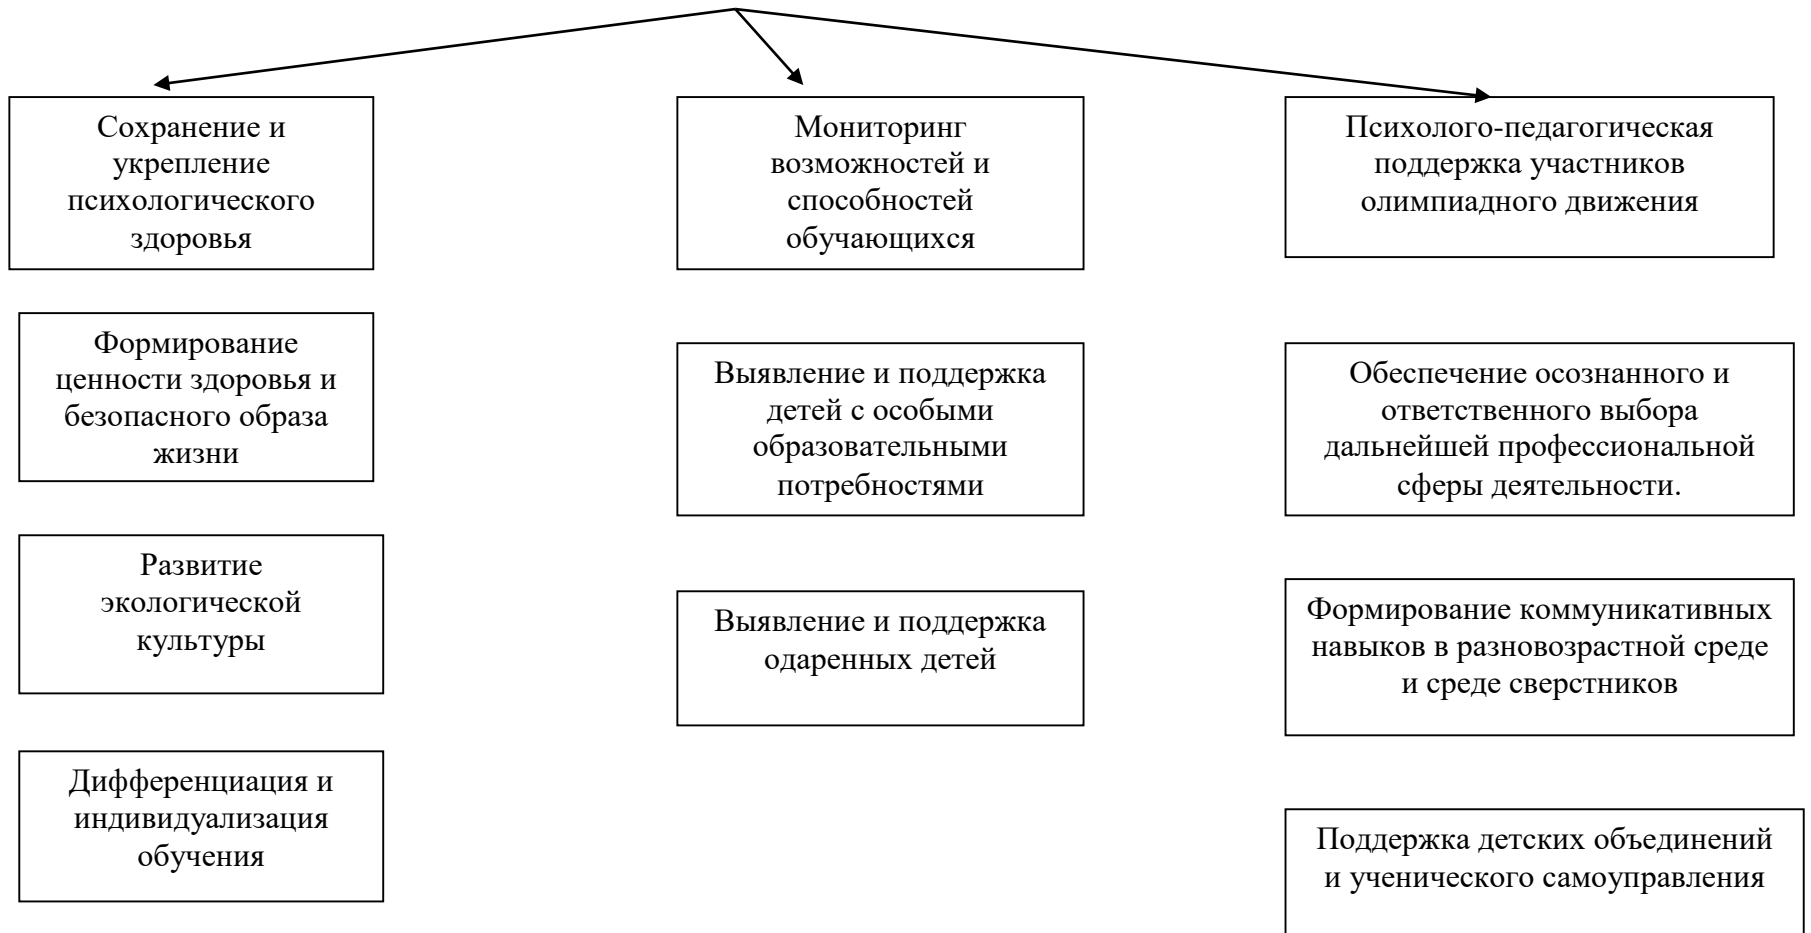 Сохранение и
укрепление
психологического
здоровья
Формирование
ценности здоровья и
безопасного образа
жизни
Развитие
экологической
культуры
Дифференциация и
индивидуализация
обучения
Мониторинг
возможностей и
способностей
обучающихся
Выявление и поддержка
детей с особыми
образовательными
потребностями
Выявление и поддержка
одаренных детей
Психолого-педагогическая
поддержка участников
олимпиадного движения
Обеспечение осознанного и
ответственного выбора
дальнейшей профессиональной
сферы деятельности.
Формирование коммуникативных
навыков в разновозрастной среде
и среде сверстников
Поддержка детских объединений
и ученического самоуправления